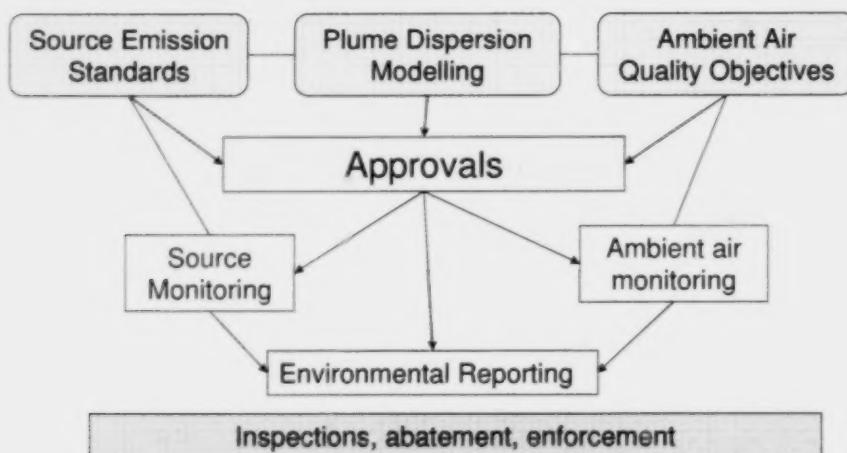 Source Emission
Standards
Plume Dispersion
Modelling
Ambient Air
Quality Objectives
Approvals
Source
Monitoring
Ambient air
monitoring
Environmental Reporting
Inspections, abatement, enforcement